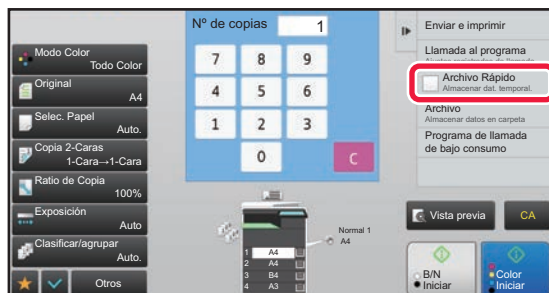 Nº de copias 1
Modo Color
Todo Color
Original
A4
Selec. Papel
Auto.
Copia 2-Caras
1-Cara→1-Cara
Ratio de Copia
100%
Exposición
Auto
Clasificar/agrupar
Auto.
Otros
7 8 9
4 5 6
1 2 3
0 C
Normal 1
A4
1 A4
2 A4
3 B4
4 A3
Enviar e imprimir
Llamada al programa
Archivo Rápido
Almacenar dat. temporal.
Archivo
Almacenar datos en carpeta
Programa de llamada
de bajo consumo
Vista previa
CA
B/N
Iniciar
Color
Iniciar